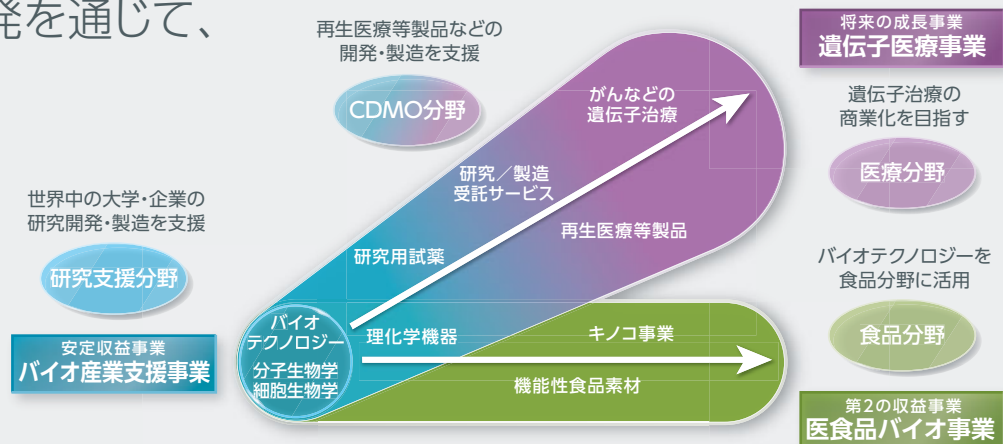 発を通じて、
再生医療等製品などの
開発・製造を支援
CDMO分野
将来の成長事業
遺伝子医療事業
遺伝子治療の
商業化を目指す
医療分野
がんなどの
遺伝子治療
研究／製造
受託サービス
再生医療等製品
研究用試薬
世界中の大学・企業の
研究開発・製造を支援
研究支援分野
安定収益事業
バイオ産業支援事業
バイオ
テクノロジー
分子生物学
細胞生物学
理化学機器
キノコ事業
機能性食品素材
バイオテクノロジーを
食品分野に活用
食品分野
第2の収益事業
医食品バイオ事業